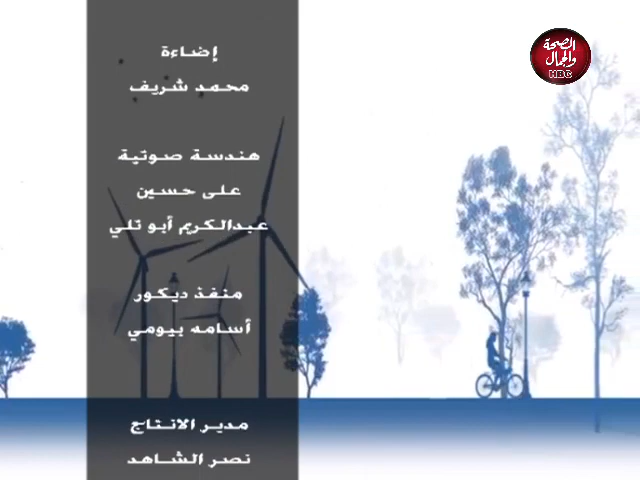 الصحة
والجمال
HBC
إضاءة
محمد شريف
هندسة صوتية
على حسين
عبدالكريم أبو تلي
منفذ ديكور
أسامه بيومي
مدير الانتاج
نصر الشاهد